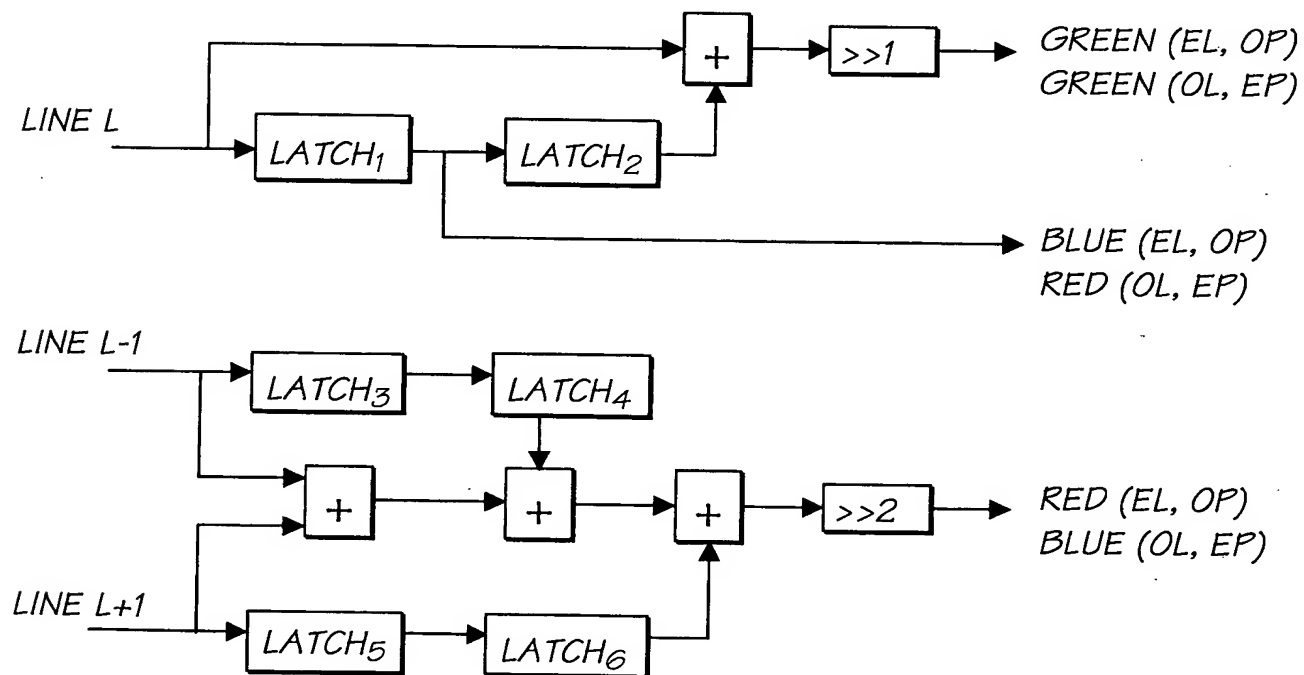 GREEN (EL, OP)
GREEN (OL, EP)
+
>>1
LINE L
LATCH1
LATCH2
BLUE (EL, OP)
RED (OL, EP)
LINE L-1
LATCH3
LATCH4
+
+
+
>>2
RED (EL, OP)
BLUE (OL, EP)
LINE L+1
LATCH5
LATCH6